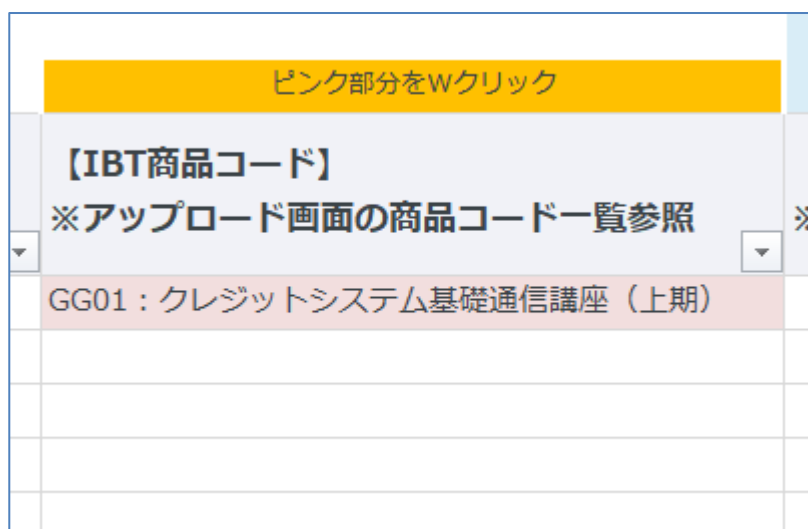 ピンク部分をWクリック
【IBT商品コード】
※アップロード画面の商品コード一覧参照
※
GG01：クレジットシステム基礎通信講座（上期）